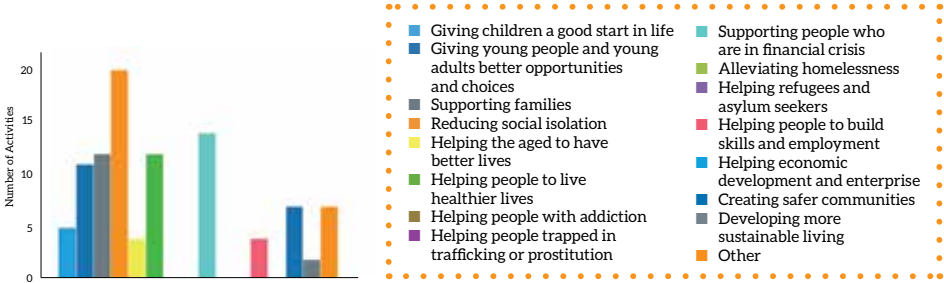 Number of Activities
20
15
10
5
0
Giving children a good start in life
Giving young people and young
adults better opportunities
and choices
Supporting families
Reducing social isolation
Helping the aged to have
better lives
Helping people to live
healthier lives
Helping people with addiction
Helping people trapped in
trafficking or prostitution
Supporting people who
are in financial crisis
Alleviating homelessness
Helping refugees and
asylum seekers
Helping people to build
skills and employment
Helping economic
development and enterprise
Creating safer communities
Developing more
sustainable living
Other